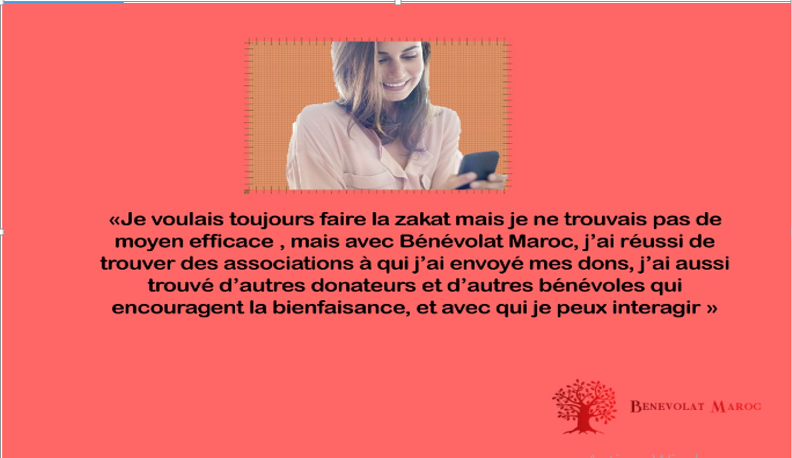 «Je voulais toujours faire la zakat mais je ne trouvais pas de
moyen efficace , mais avec Bénévolat Maroc, j’ai réussi de
trouver des associations à qui j’ai envoyé mes dons, j’ai aussi
trouvé d’autres donateurs et d’autres bénévoles qui
encouragent la bienfaisance, et avec qui je peux interagir »
BENEVOLAT MAROC